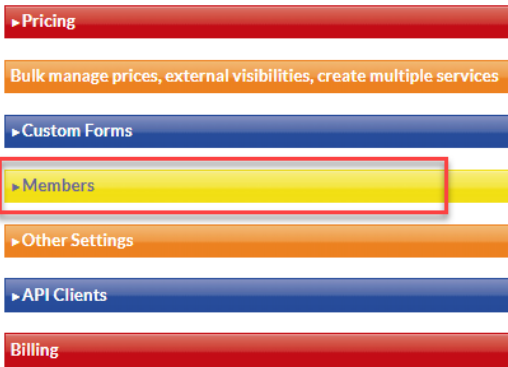 ▸Pricing
Bulk manage prices, external visibilities, create multiple services
▸Custom Forms
▸Members
▸Other Settings
▸API Clients
Billing